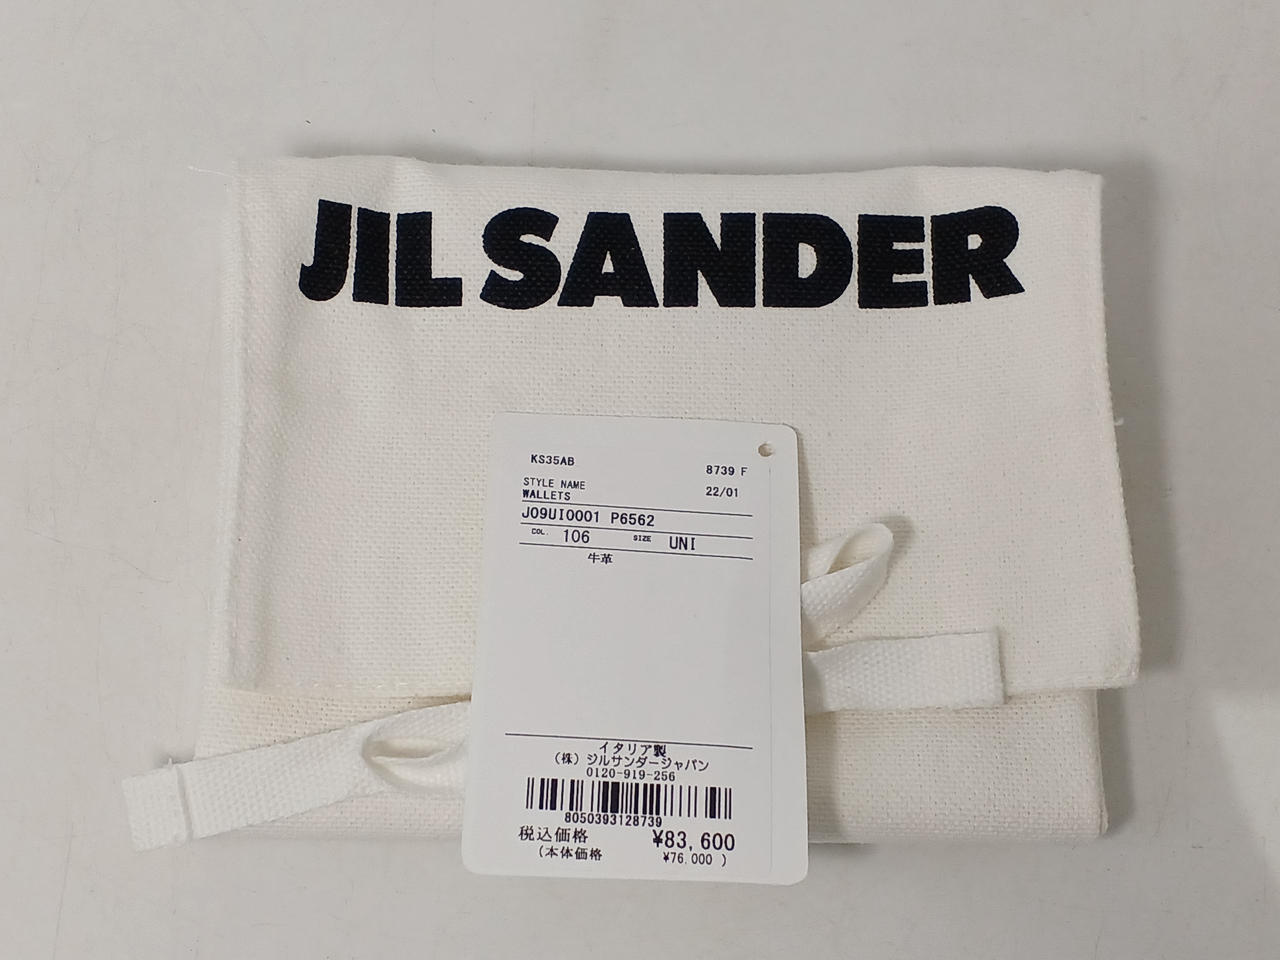 JIL SANDER
KS35AB
8739 F
STYLE NAME
WALLETS
22/01
J09UI0001 P6562
COL. 106 SIZE UNI
牛革
イタリア製
(株)ジルサンダージャパン
0120-919-256
8050393128739
税込価格 ¥83,600
(本体価格 ¥76,000 )